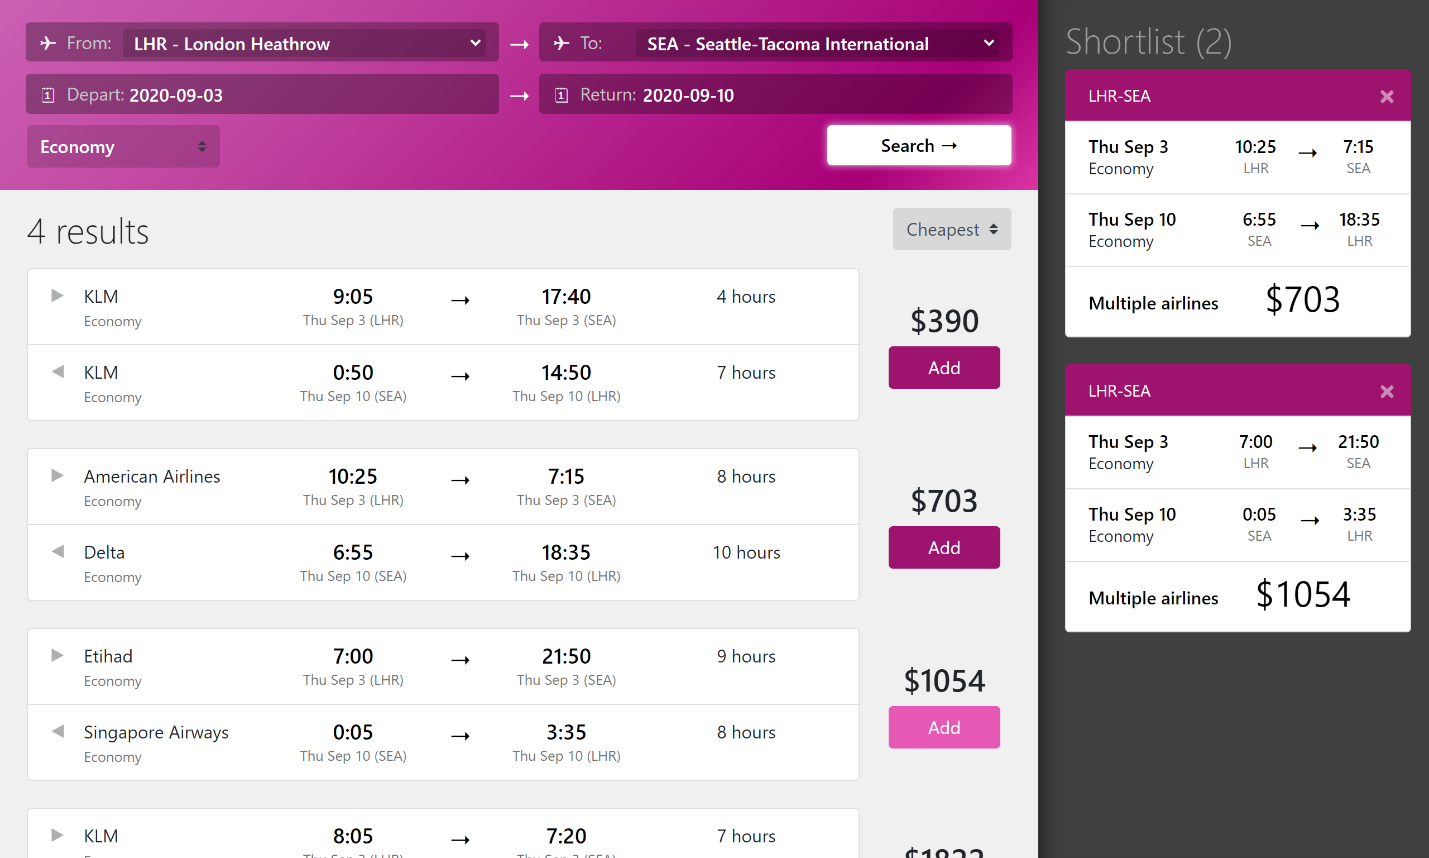 From: LHR - London Heathrow → To: SEA - Seattle-Tacoma International
Depart: 2020-09-03 → Return: 2020-09-10
Economy
Search →
4 results
Cheapest
KLM 9:05 → 17:40 4 hours
Economy Thu Sep 3 (LHR) Thu Sep 3 (SEA)
KLM 0:50 → 14:50 7 hours
Economy Thu Sep 10 (SEA) Thu Sep 10 (LHR)
$390
Add
American Airlines 10:25 → 7:15 8 hours
Economy Thu Sep 3 (LHR) Thu Sep 3 (SEA)
Delta 6:55 → 18:35 10 hours
Economy Thu Sep 10 (SEA) Thu Sep 10 (LHR)
$703
Add
Etihad 7:00 → 21:50 9 hours
Economy Thu Sep 3 (LHR) Thu Sep 3 (SEA)
Singapore Airways 0:05 → 3:35 8 hours
Economy Thu Sep 10 (SEA) Thu Sep 10 (LHR)
$1054
Add
KLM 8:05 → 7:20 7 hours
Shortlist (2)
LHR-SEA ×
Thu Sep 3 10:25 → 7:15
Economy LHR SEA
Thu Sep 10 6:55 → 18:35
Economy SEA LHR
Multiple airlines $703
LHR-SEA ×
Thu Sep 3 7:00 → 21:50
Economy LHR SEA
Thu Sep 10 0:05 → 3:35
Economy SEA LHR
Multiple airlines $1054